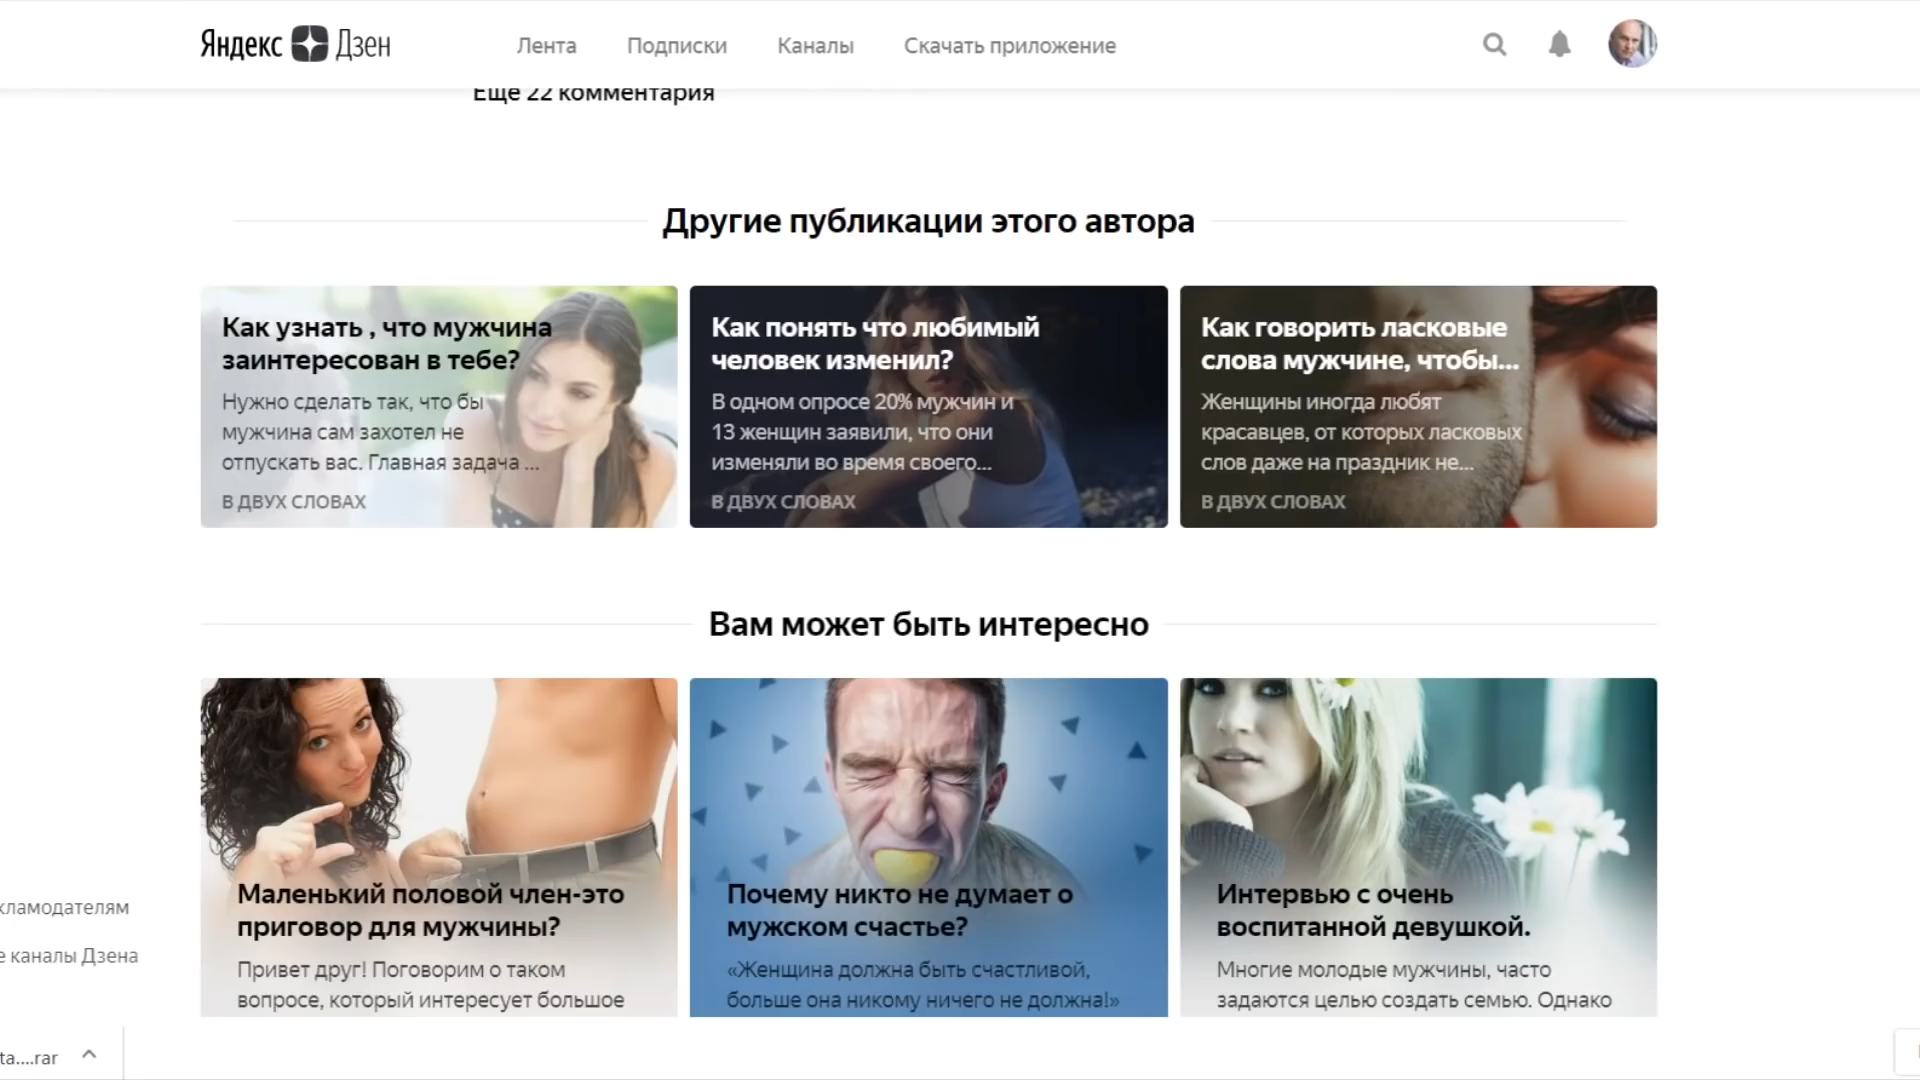 Яндекс Дзен
Лента
Подписки
Каналы
Скачать приложение
Еще 22 комментария
Другие публикации этого автора
Как узнать , что мужчина
заинтересован в тебе?
Нужно сделать так, что бы
мужчина сам захотел не
отпускать вас. Главная задача ...
В ДВУХ СЛОВАХ
Как понять что любимый
человек изменил?
В одном опросе 20% мужчин и
13 женщин заявили, что они
изменяли во время своего...
В ДВУХ СЛОВАХ
Как говорить ласковые
слова мужчине, чтобы...
Женщины иногда любят
красавцев, от которых ласковых
слов даже на праздник не...
В ДВУХ СЛОВАХ
Вам может быть интересно
Маленький половой член-это
приговор для мужчины?
Привет друг! Поговорим о таком
вопросе, который интересует большое
Почему никто не думает о
мужском счастье?
«Женщина должна быть счастливой,
больше она никому ничего не должна!»
Интервью с очень
воспитанной девушкой.
Многие молодые мужчины, часто
задаются целью создать семью. Однако
кламодателям
е каналы Дзена
ta....rar